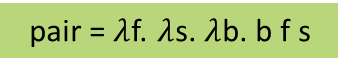 pair = λf. λs. λb. b f s